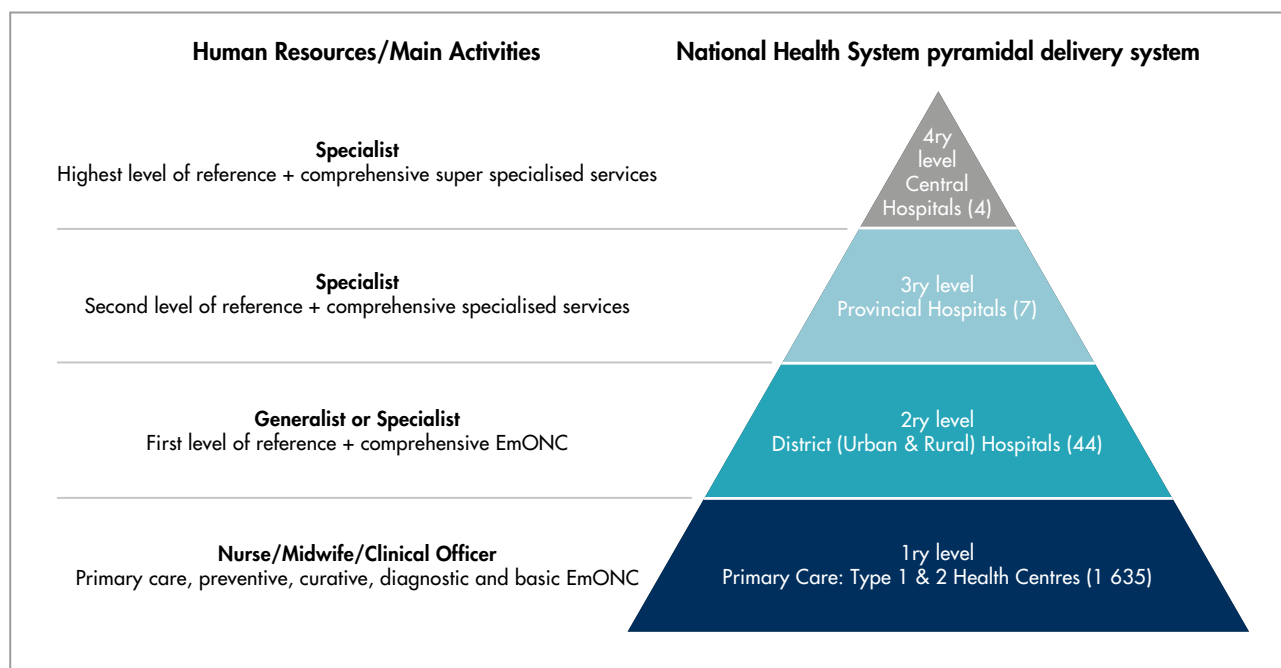 Human Resources/Main Activities
National Health System pyramidal delivery system
Specialist
Highest level of reference + comprehensive super specialised services
4ry
level
Central
Hospitals (4)
Specialist
Second level of reference + comprehensive specialised services
3ry level
Provincial Hospitals (7)
Generalist or Specialist
First level of reference + comprehensive EmONC
2ry level
District (Urban & Rural) Hospitals (44)
Nurse/Midwife/Clinical Officer
Primary care, preventive, curative, diagnostic and basic EmONC
1ry level
Primary Care: Type 1 & 2 Health Centres (1 635)